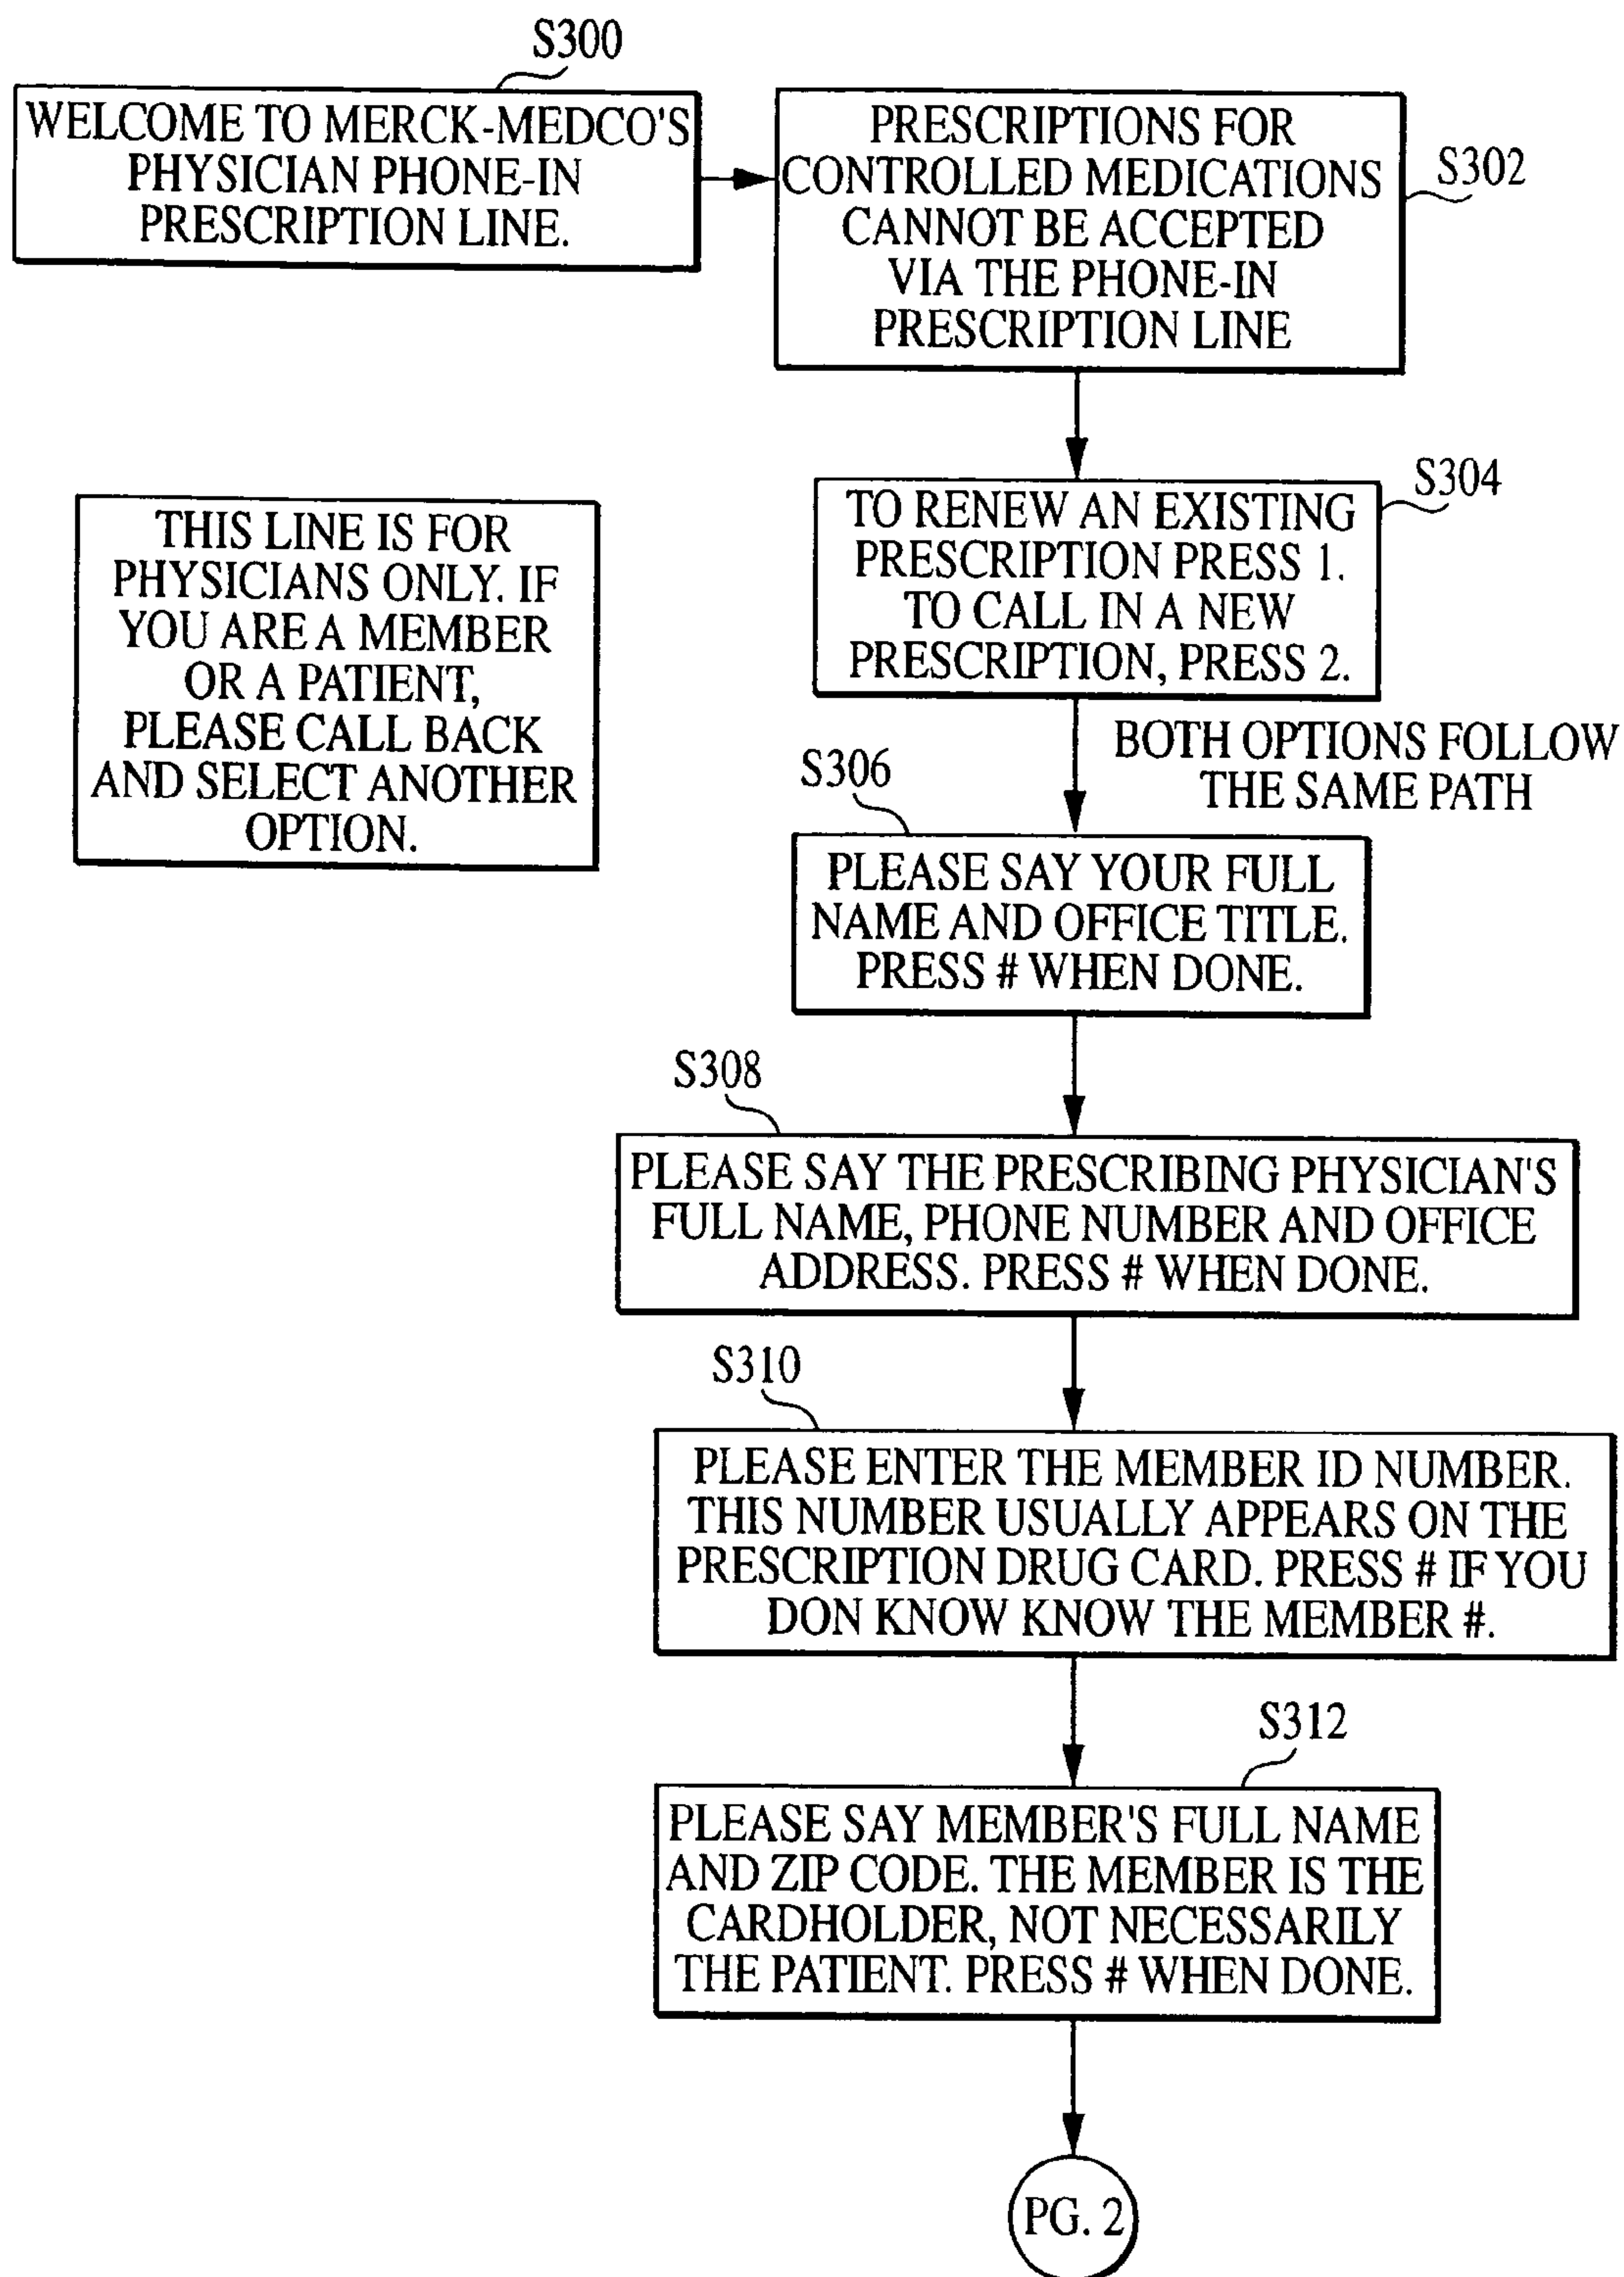 S300
WELCOME TO MERCK-MEDCO'S
PHYSICIAN PHONE-IN
PRESCRIPTION LINE.
PRESCRIPTIONS FOR
CONTROLLED MEDICATIONS
CANNOT BE ACCEPTED
VIA THE PHONE-IN
PRESCRIPTION LINE
S302
THIS LINE IS FOR
PHYSICIANS ONLY. IF
YOU ARE A MEMBER
OR A PATIENT,
PLEASE CALL BACK
AND SELECT ANOTHER
OPTION.
S304
TO RENEW AN EXISTING
PRESCRIPTION PRESS 1.
TO CALL IN A NEW
PRESCRIPTION, PRESS 2.
BOTH OPTIONS FOLLOW
THE SAME PATH
S306
PLEASE SAY YOUR FULL
NAME AND OFFICE TITLE.
PRESS # WHEN DONE.
S308
PLEASE SAY THE PRESCRIBING PHYSICIAN'S
FULL NAME, PHONE NUMBER AND OFFICE
ADDRESS. PRESS # WHEN DONE.
S310
PLEASE ENTER THE MEMBER ID NUMBER.
THIS NUMBER USUALLY APPEARS ON THE
PRESCRIPTION DRUG CARD. PRESS # IF YOU
DON KNOW KNOW THE MEMBER #.
S312
PLEASE SAY MEMBER'S FULL NAME
AND ZIP CODE. THE MEMBER IS THE
CARDHOLDER, NOT NECESSARILY
THE PATIENT. PRESS # WHEN DONE.
PG. 2